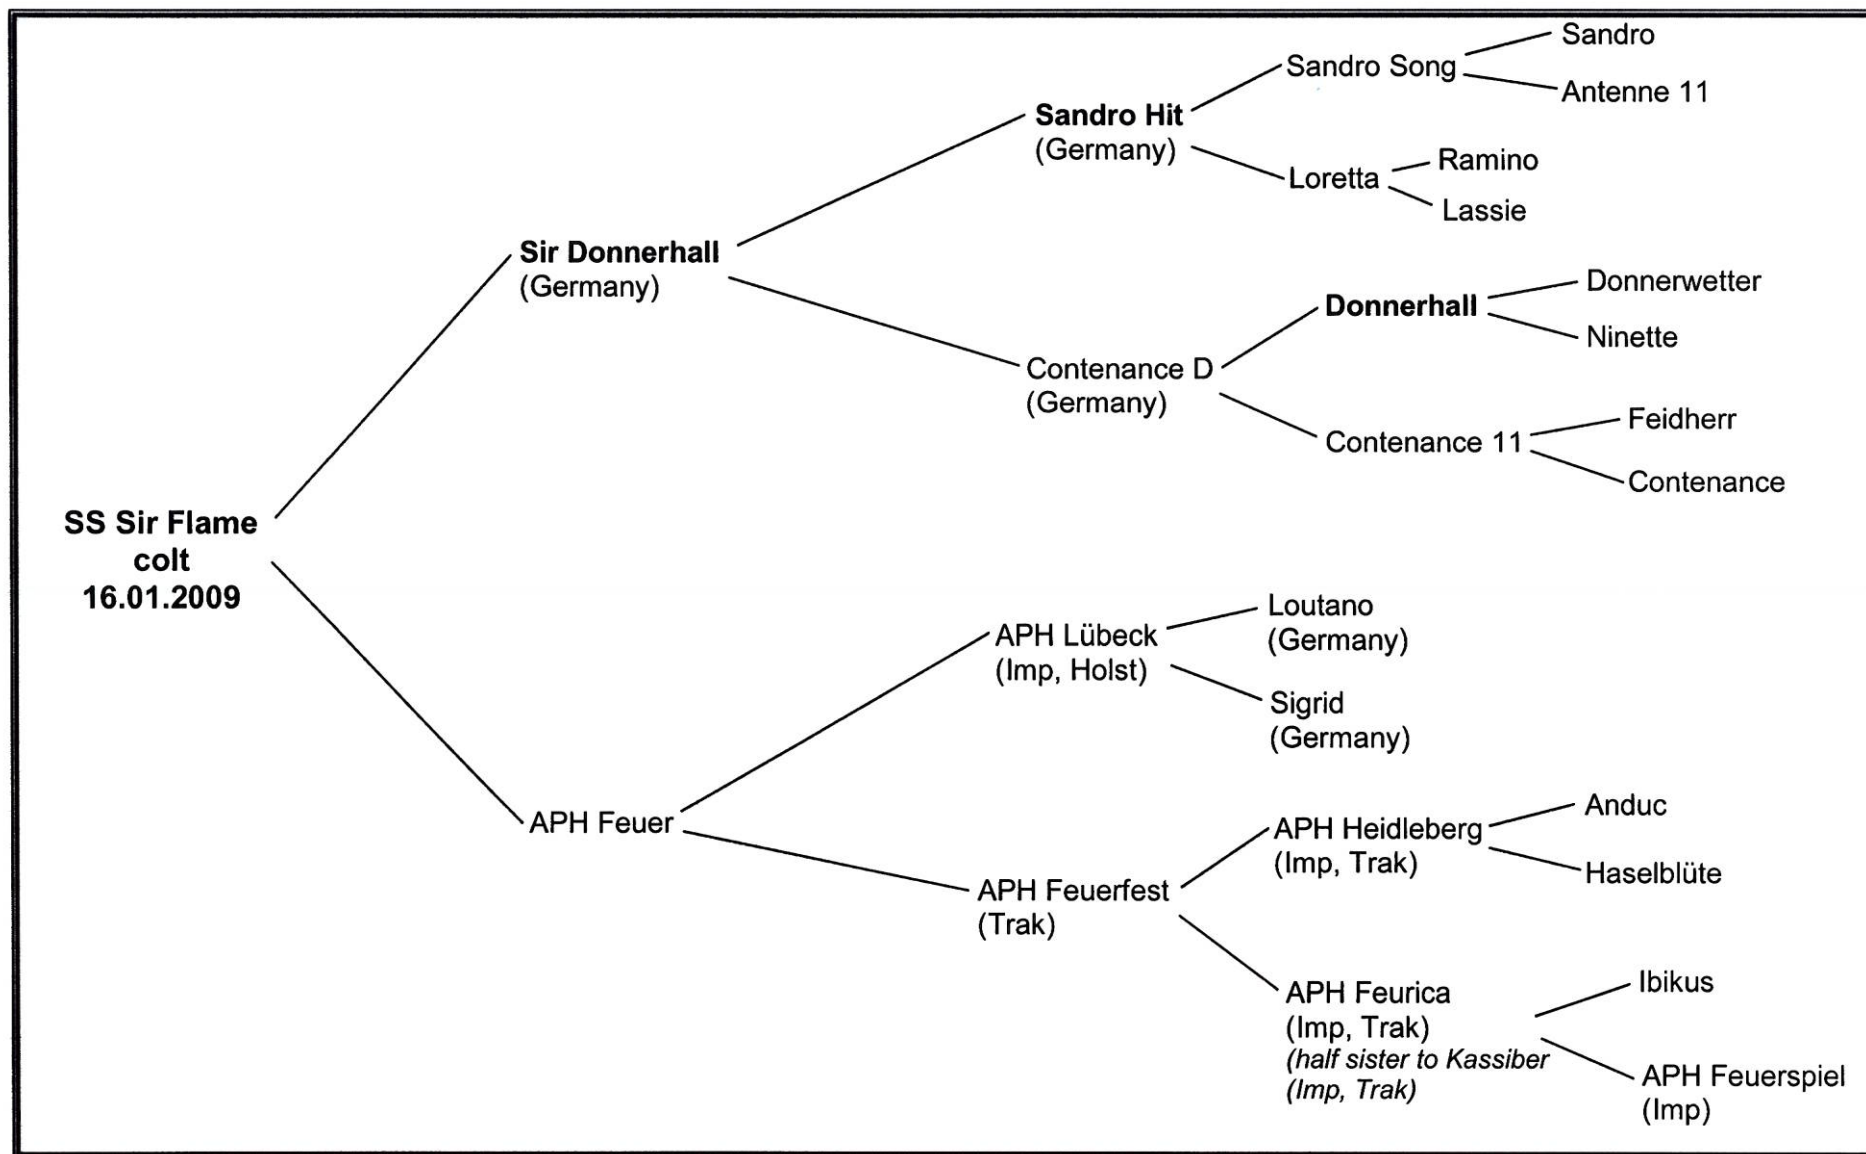 Sandro
Sandro Song
Antenne 11
Sandro Hit
(Germany)
Ramino
Loretta
Lassie
Sir Donnerhall
(Germany)
Donnerwetter
Donnerhall
Ninette
Contenance D
(Germany)
Feidherr
Contenance 11
Contenance
SS Sir Flame
colt
16.01.2009
Loutano
(Germany)
APH Lübeck
(Imp, Holst)
Sigrid
(Germany)
APH Feuer
Anduc
APH Heidleberg
(Imp, Trak)
Haselblüte
APH Feuerfest
(Trak)
Ibikus
APH Feurica
(Imp, Trak)
(half sister to Kassiber
(Imp, Trak)
APH Feuerspiel
(Imp)